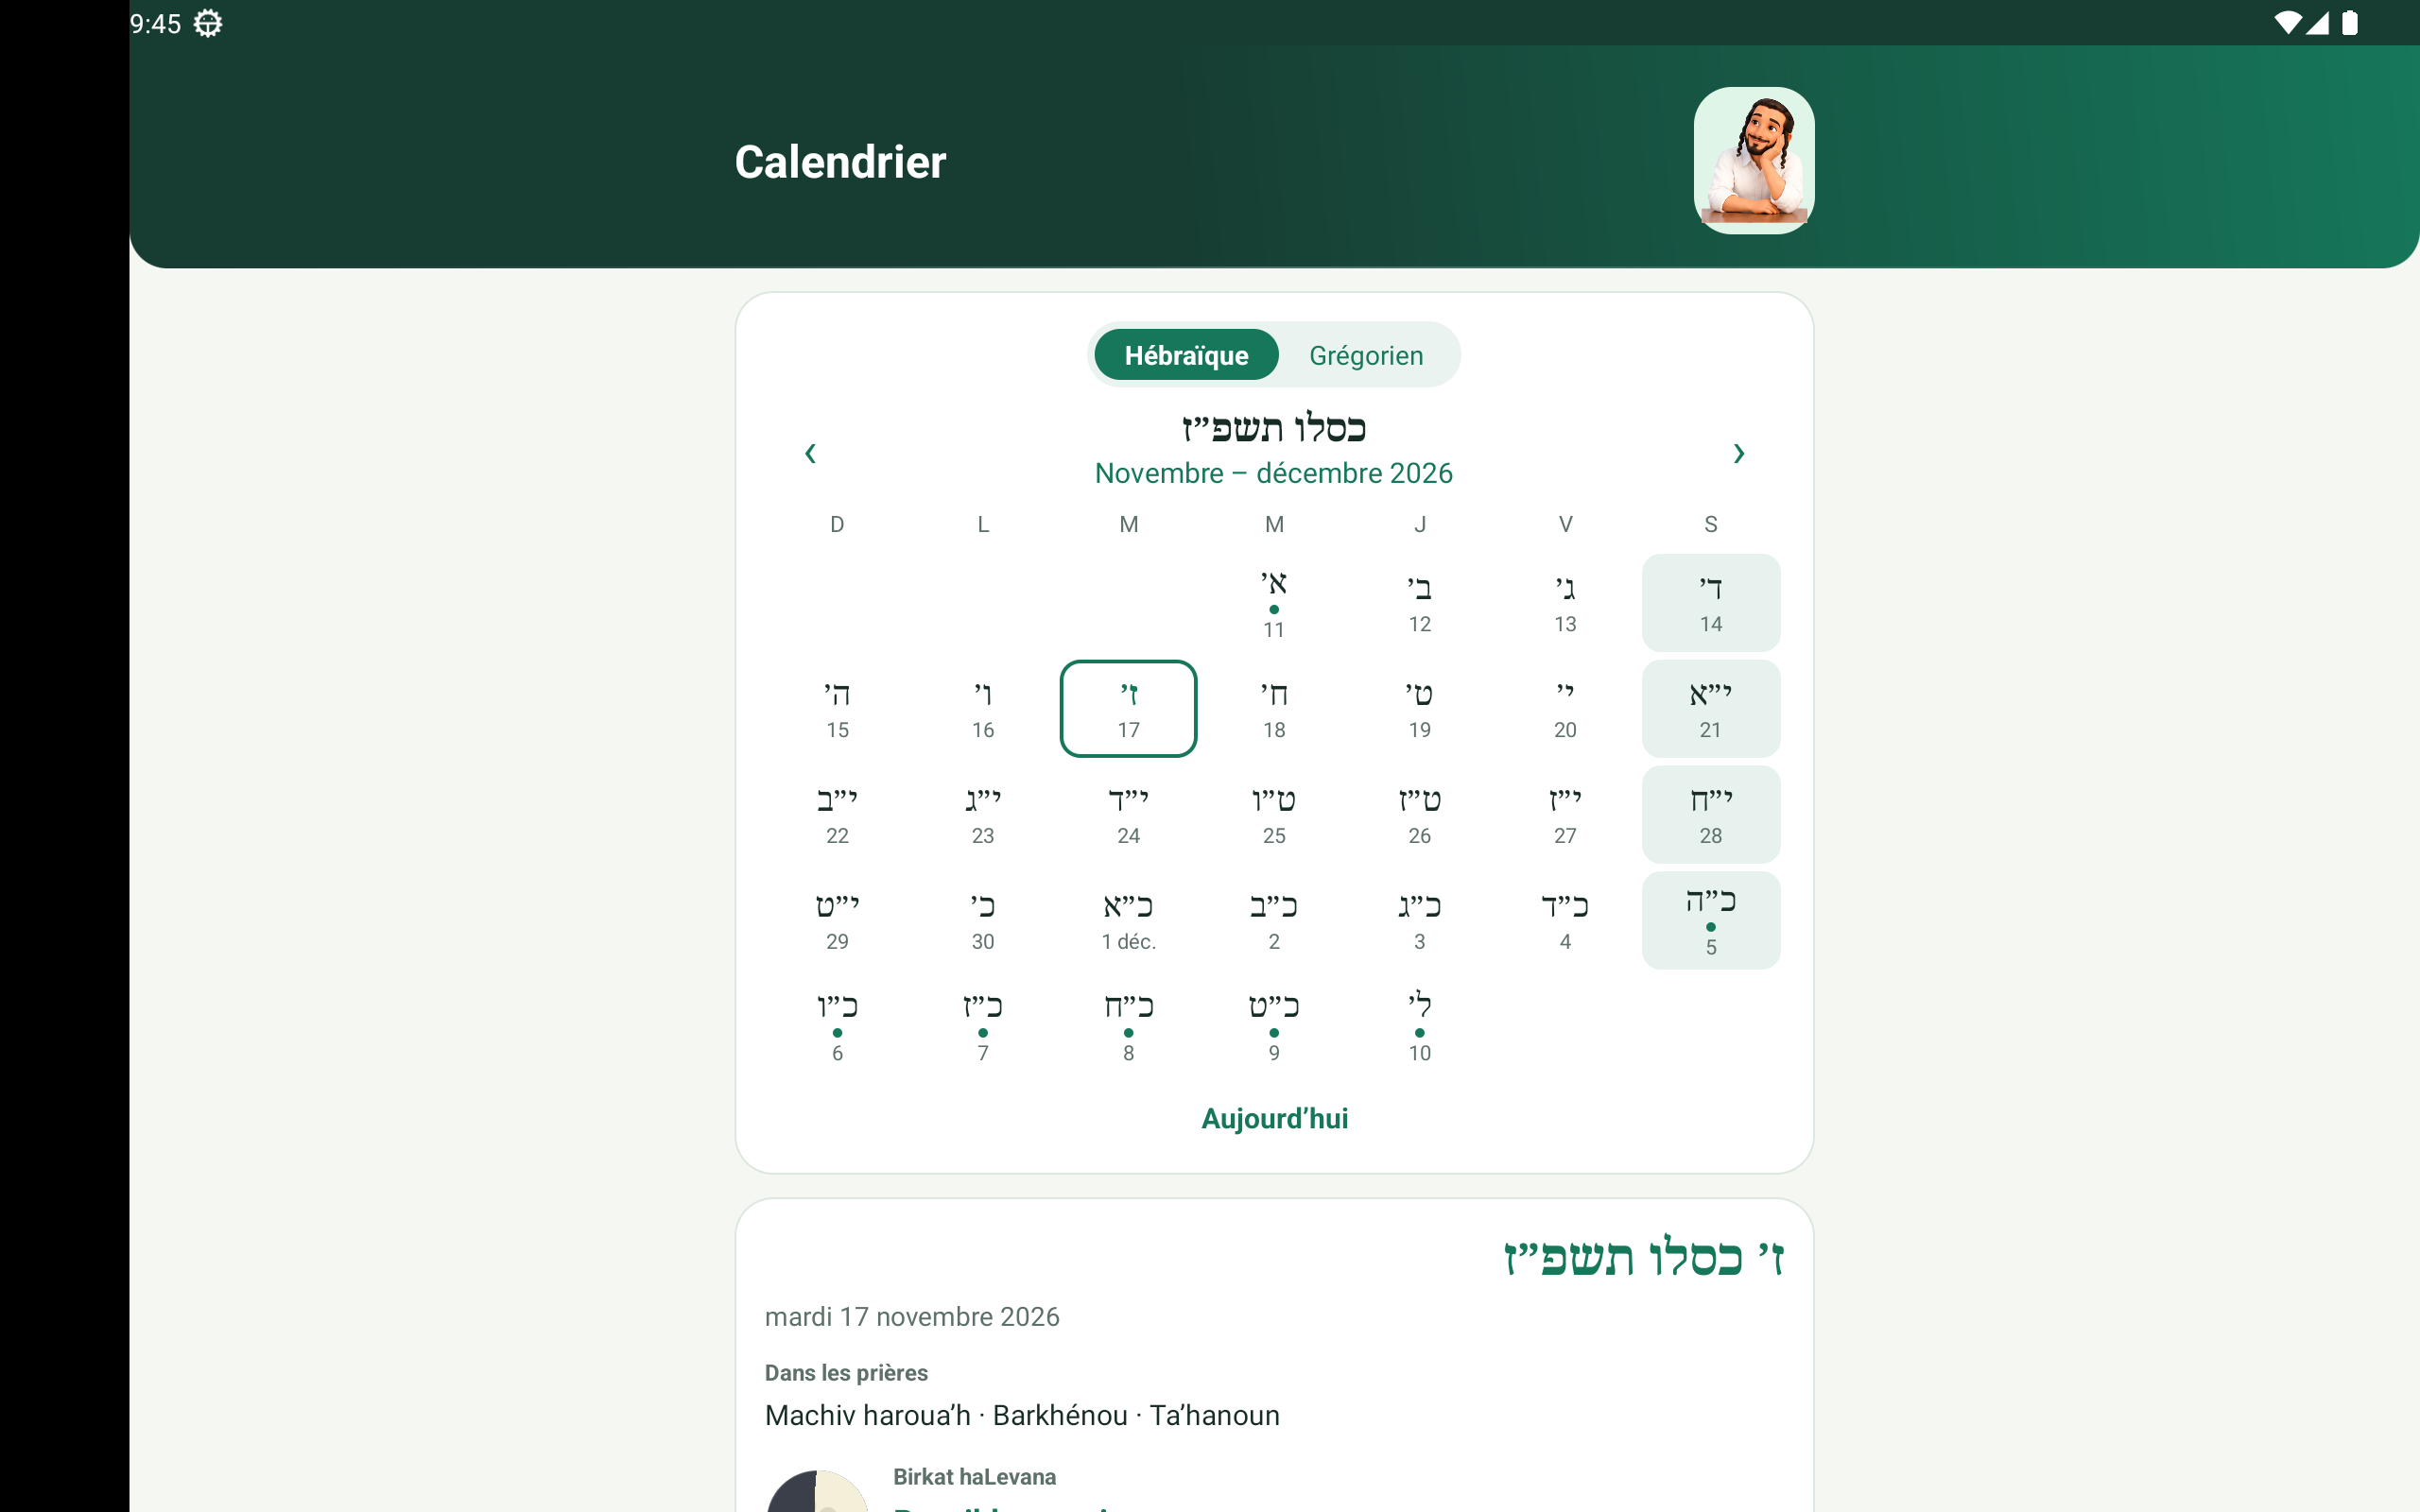 9:45
Calendrier
Hébraïque Grégorien
‹ כסלו תשפ״ז ›
Novembre – décembre 2026
D L M M J V S
א׳ ב׳ ג׳ ד׳
11 12 13 14
ה׳ ו׳ ז׳ ח׳ ט׳ י׳ י״א
15 16 17 18 19 20 21
י״ב י״ג י״ד ט״ו ט״ז י״ז י״ח
22 23 24 25 26 27 28
י״ט כ׳ כ״א כ״ב כ״ג כ״ד כ״ה
29 30 1 déc. 2 3 4 5
כ״ו כ״ז כ״ח כ״ט ל׳
6 7 8 9 10
Aujourd’hui
ז׳ כסלו תשפ״ז
mardi 17 novembre 2026
Dans les prières
Machiv haroua’h · Barkhénou · Ta’hanoun
Birkat haLevana